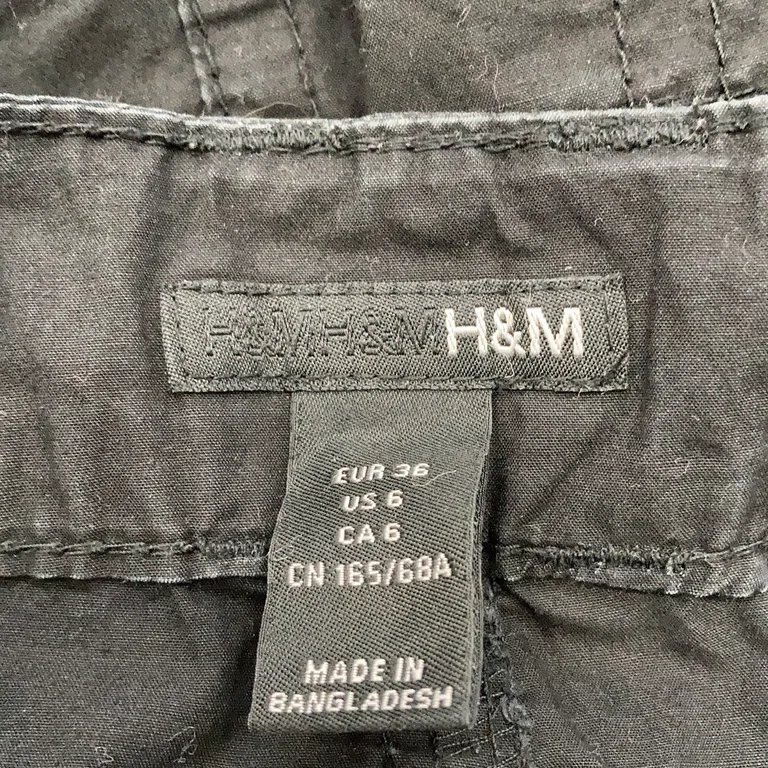 H&M H&M H&M
EUR 36
US 6
CA 6
CN 165/68A
MADE IN
BANGLADESH